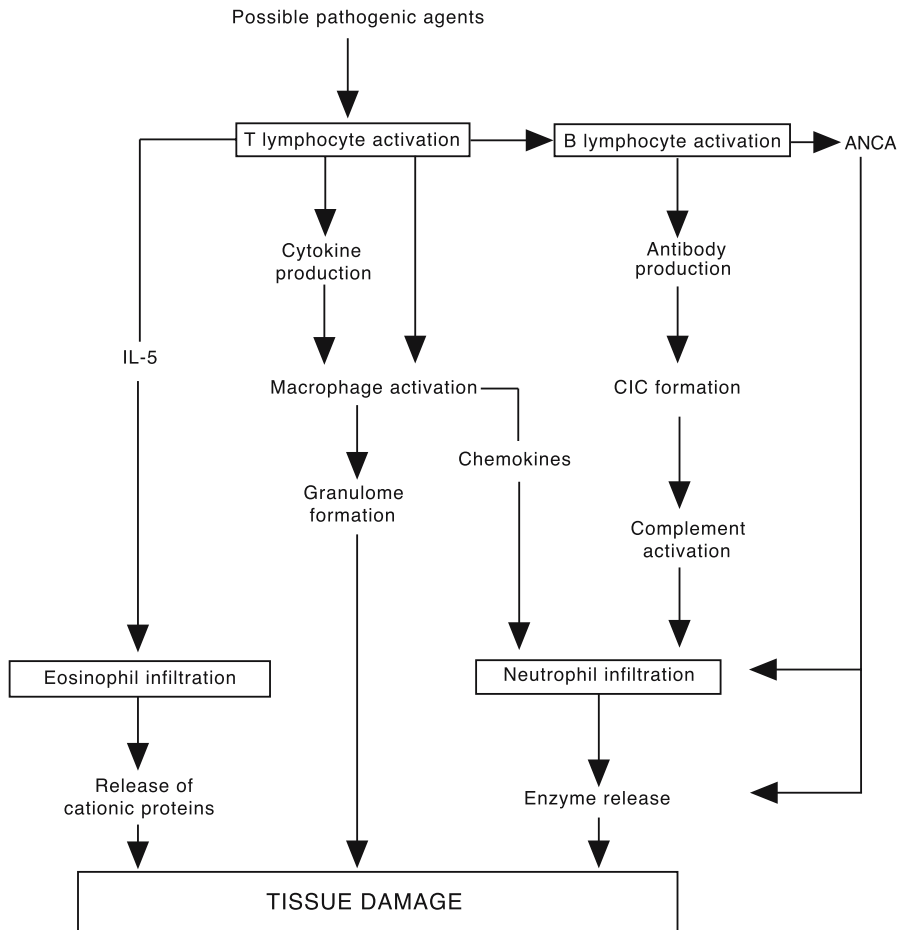 Possible pathogenic agents
T lymphocyte activation
B lymphocyte activation
ANCA
Cytokine
production
Antibody
production
IL-5
Macrophage activation
CIC formation
Chemokines
Granulome
formation
Complement
activation
Eosinophil infiltration
Neutrophil infiltration
Release of
cationic proteins
Enzyme release
TISSUE DAMAGE